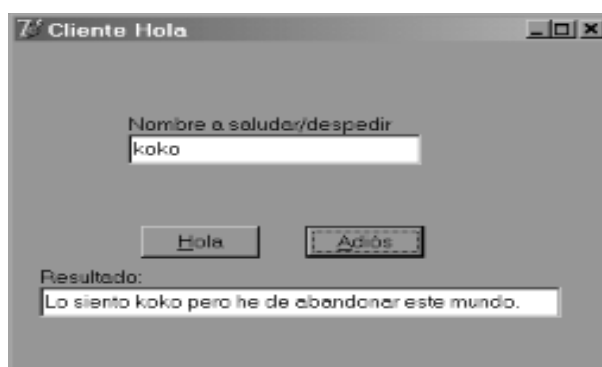 Cliente Hola
Nombre a saludar/despedir
koko
Hola
Adiós
Resultado:
Lo siento koko pero he de abandonar este mundo.